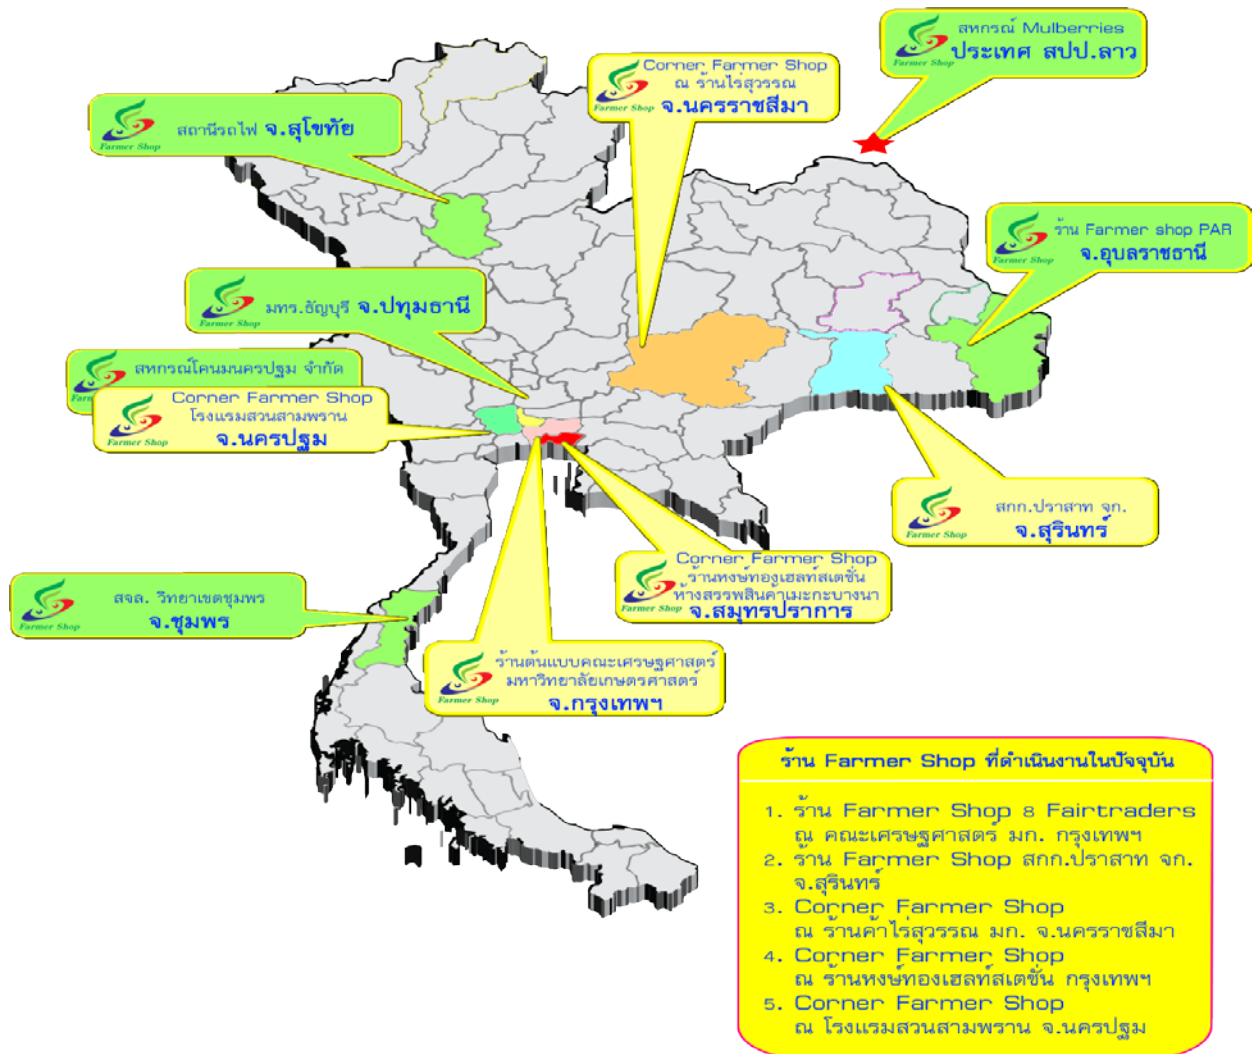 สหกรณ์ Mulberries
ประเทศ สปป.ลาว
Farmer Shop
Corner Farmer Shop
ณ ร้านไร่สุวรรณ
จ.นครราชสีมา
Farmer Shop
สถานีรถไฟ จ.สุโขทัย
Farmer Shop
ร้าน Farmer shop PAR
จ.อุบลราชธานี
Farmer Shop
มทร.ธัญบุรี จ.ปทุมธานี
Farmer Shop
สหกรณ์โคนมนครปฐม จำกัด
Corner Farmer Shop
โรงแรมสวนสามพราน
จ.นครปฐม
Farmer Shop
สกก.ปราสาท จก.
จ.สุรินทร์
Farmer Shop
Corner Farmer Shop
ร้านหงษ์ทองเฮลท์สเตชั่น
ห้างสรรพสินค้าเมะกะบางนา
จ.สมุทรปราการ
Farmer Shop
สจล. วิทยาเขตชุมพร
จ.ชุมพร
Farmer Shop
ร้านต้นแบบคณะเศรษฐศาสตร์
มหาวิทยาลัยเกษตรศาสตร์
จ.กรุงเทพฯ
Farmer Shop
ร้าน Farmer Shop ที่ดำเนินงานในปัจจุบัน
1. ร้าน Farmer Shop 8 Fairtraders
ณ คณะเศรษฐศาสตร์ มก. กรุงเทพฯ
2. ร้าน Farmer Shop สกก.ปราสาท จก.
จ.สุรินทร์
3. Corner Farmer Shop
ณ ร้านค้าไร่สุวรรณ มก. จ.นครราชสีมา
4. Corner Farmer Shop
ณ ร้านหงษ์ทองเฮลท์สเตชั่น กรุงเทพฯ
5. Corner Farmer Shop
ณ โรงแรมสวนสามพราน จ.นครปฐม